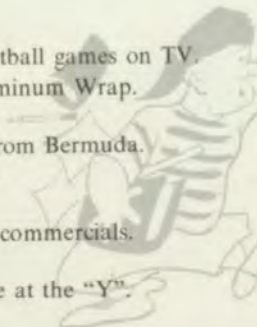 tball games on TV.
minum Wrap.
rom Bermuda.
commercials.
e at the “Y”.